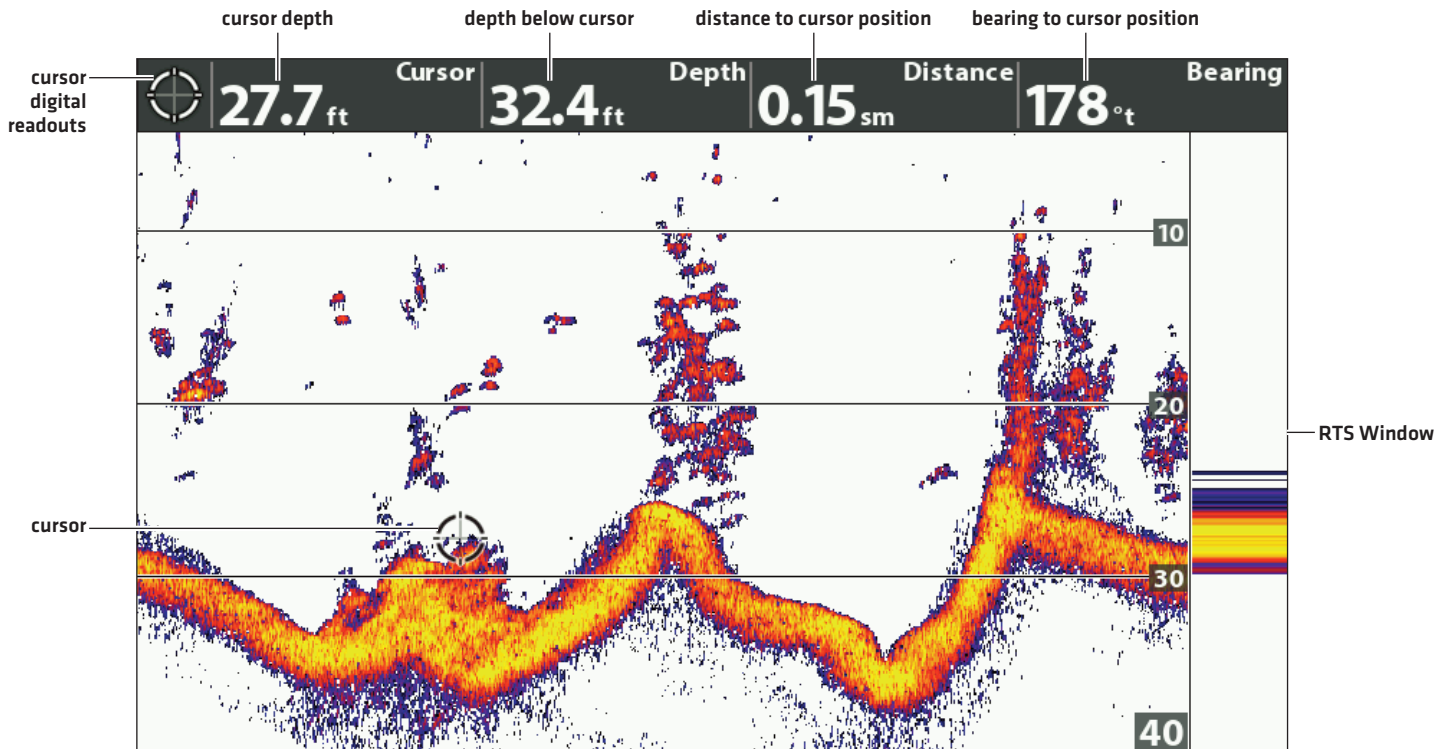 cursor depth
depth below cursor
distance to cursor position
bearing to cursor position
cursor
digital
readouts
Cursor
27.7 ft
Depth
32.4 ft
Distance
0.15 sm
Bearing
178 °t
10
20
RTS Window
cursor
30
40